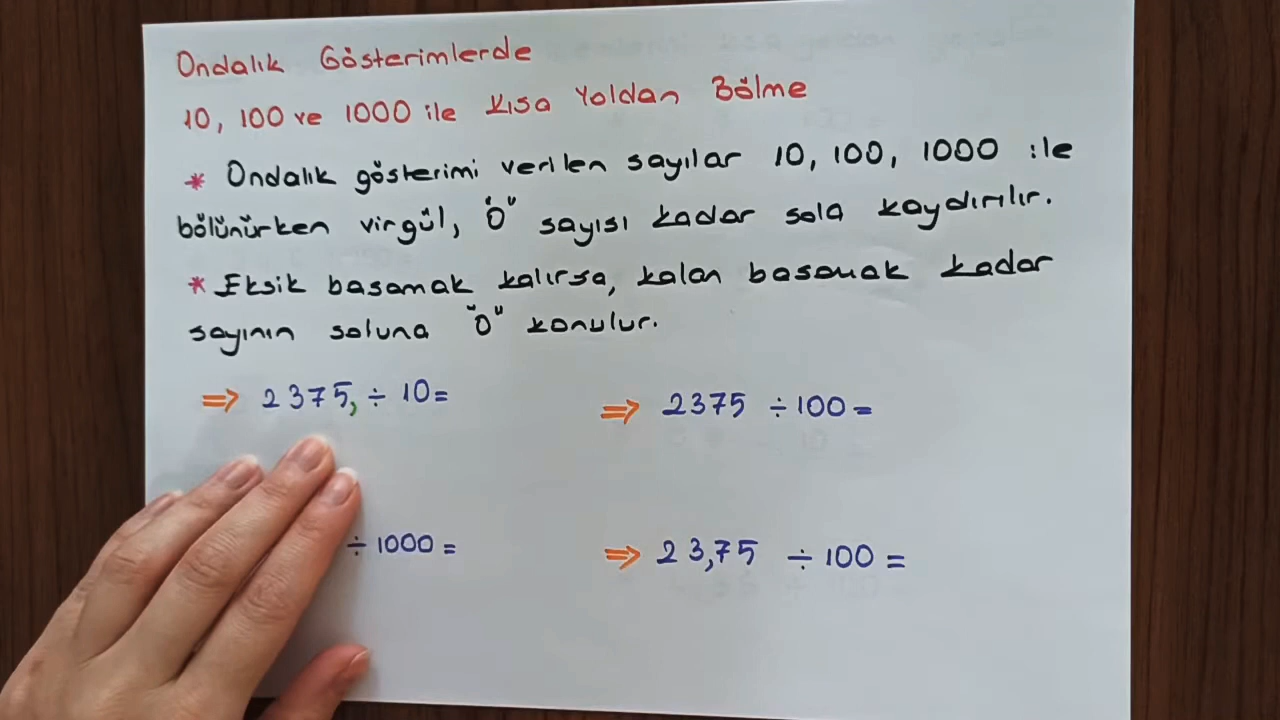 Ondalık Gösterimlerde
10, 100 ve 1000 ile Kısa Yoldan Bölme
* Ondalık gösterimi verilen sayılar 10, 100, 1000 ile
bölünürken virgül, "0" sayısı kadar sola kaydırılır.
* Eksik basamak kalırsa, kalan basamak kadar
sayının soluna "0" konulur.
⇒ 2375, ÷ 10 =
⇒ 2375 ÷ 100 =
÷ 1000 =
⇒ 23,75 ÷ 100 =